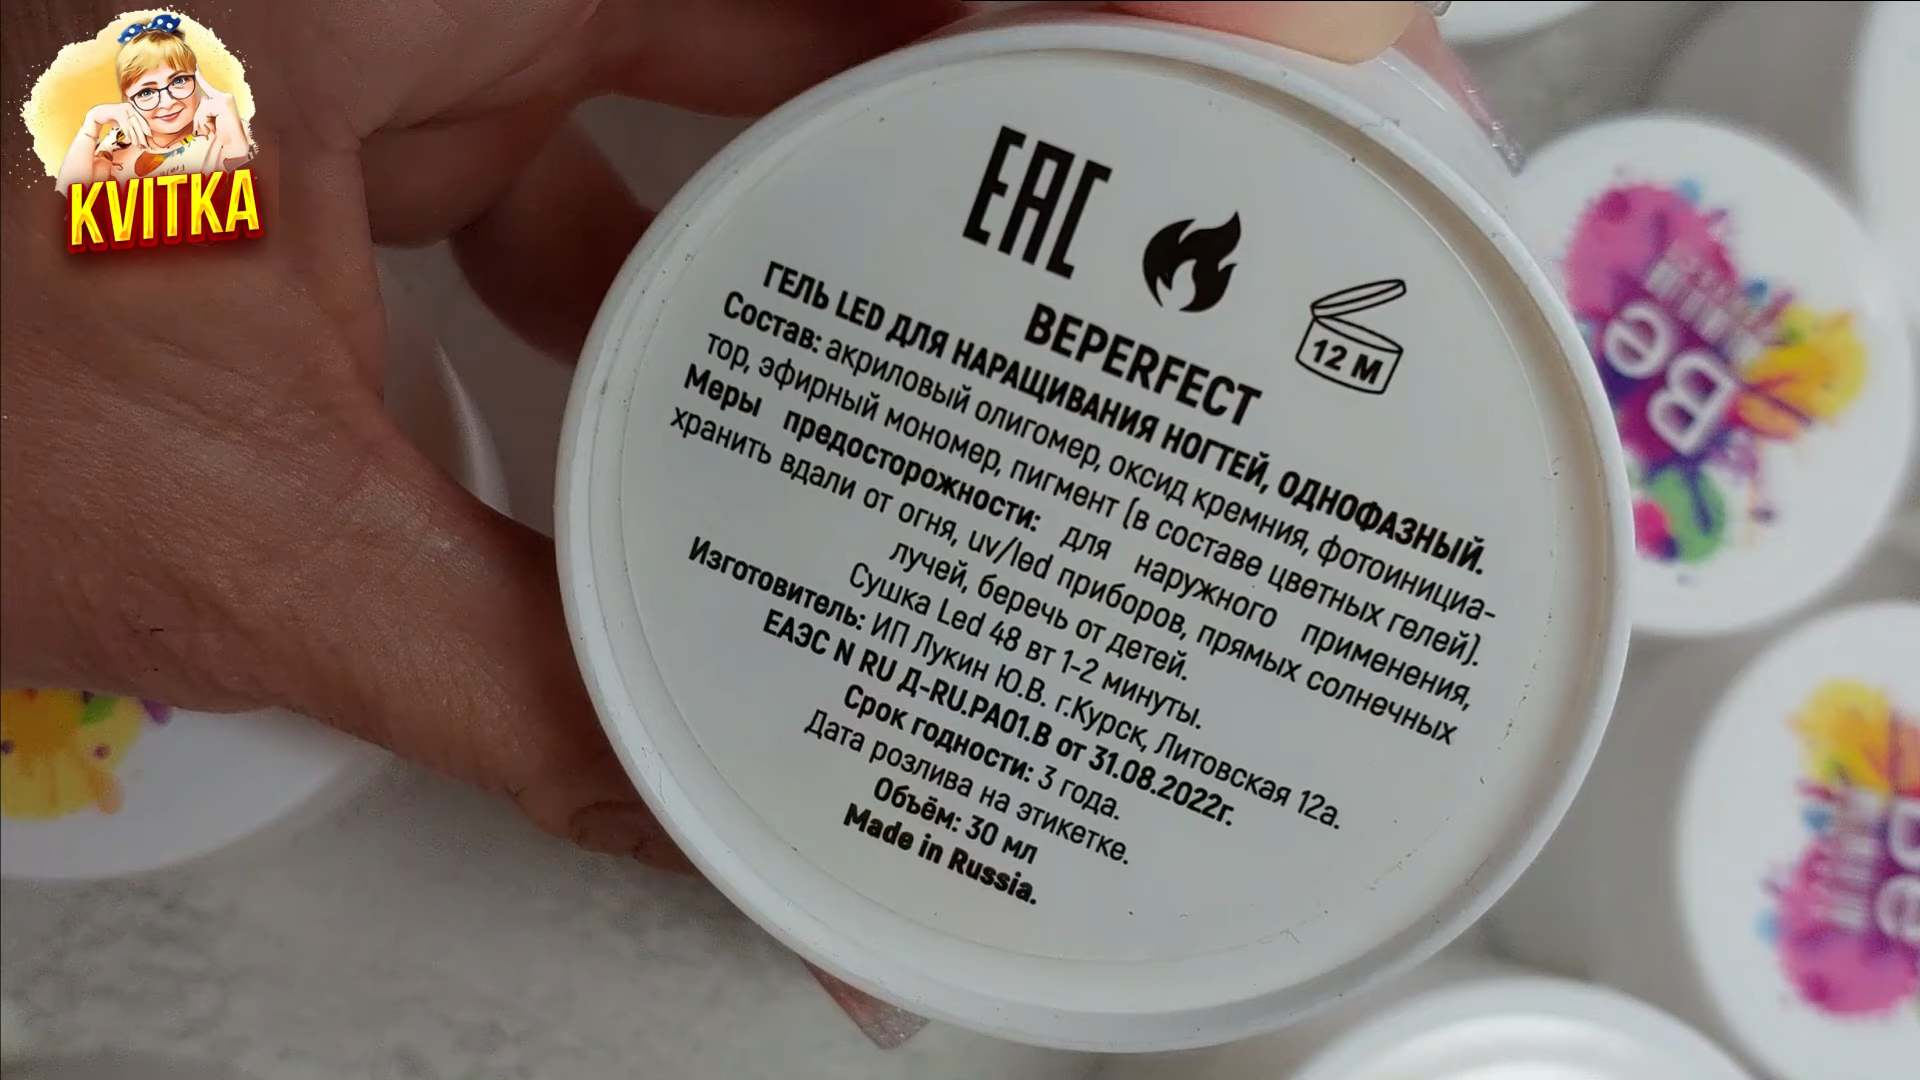 KVITKA
EAC
12 M
BEPERFECT
ГЕЛЬ LED ДЛЯ НАРАЩИВАНИЯ НОГТЕЙ, ОДНОФАЗНЫЙ.
Состав: акриловый олигомер, оксид кремния, фотоинициа-
тор, эфирный мономер, пигмент (в составе цветных гелей).
Меры предосторожности: для наружного применения,
хранить вдали от огня, uv/led приборов, прямых солнечных
лучей, беречь от детей.
Сушка Led 48 вт 1-2 минуты.
Изготовитель: ИП Лукин Ю.В. г.Курск, Литовская 12а.
ЕАЭС N RU Д-RU.РА01.В от 31.08.2022г.
Срок годности: 3 года.
Дата розлива на этикетке.
Объём: 30 мл
Made in Russia.
Be
Be